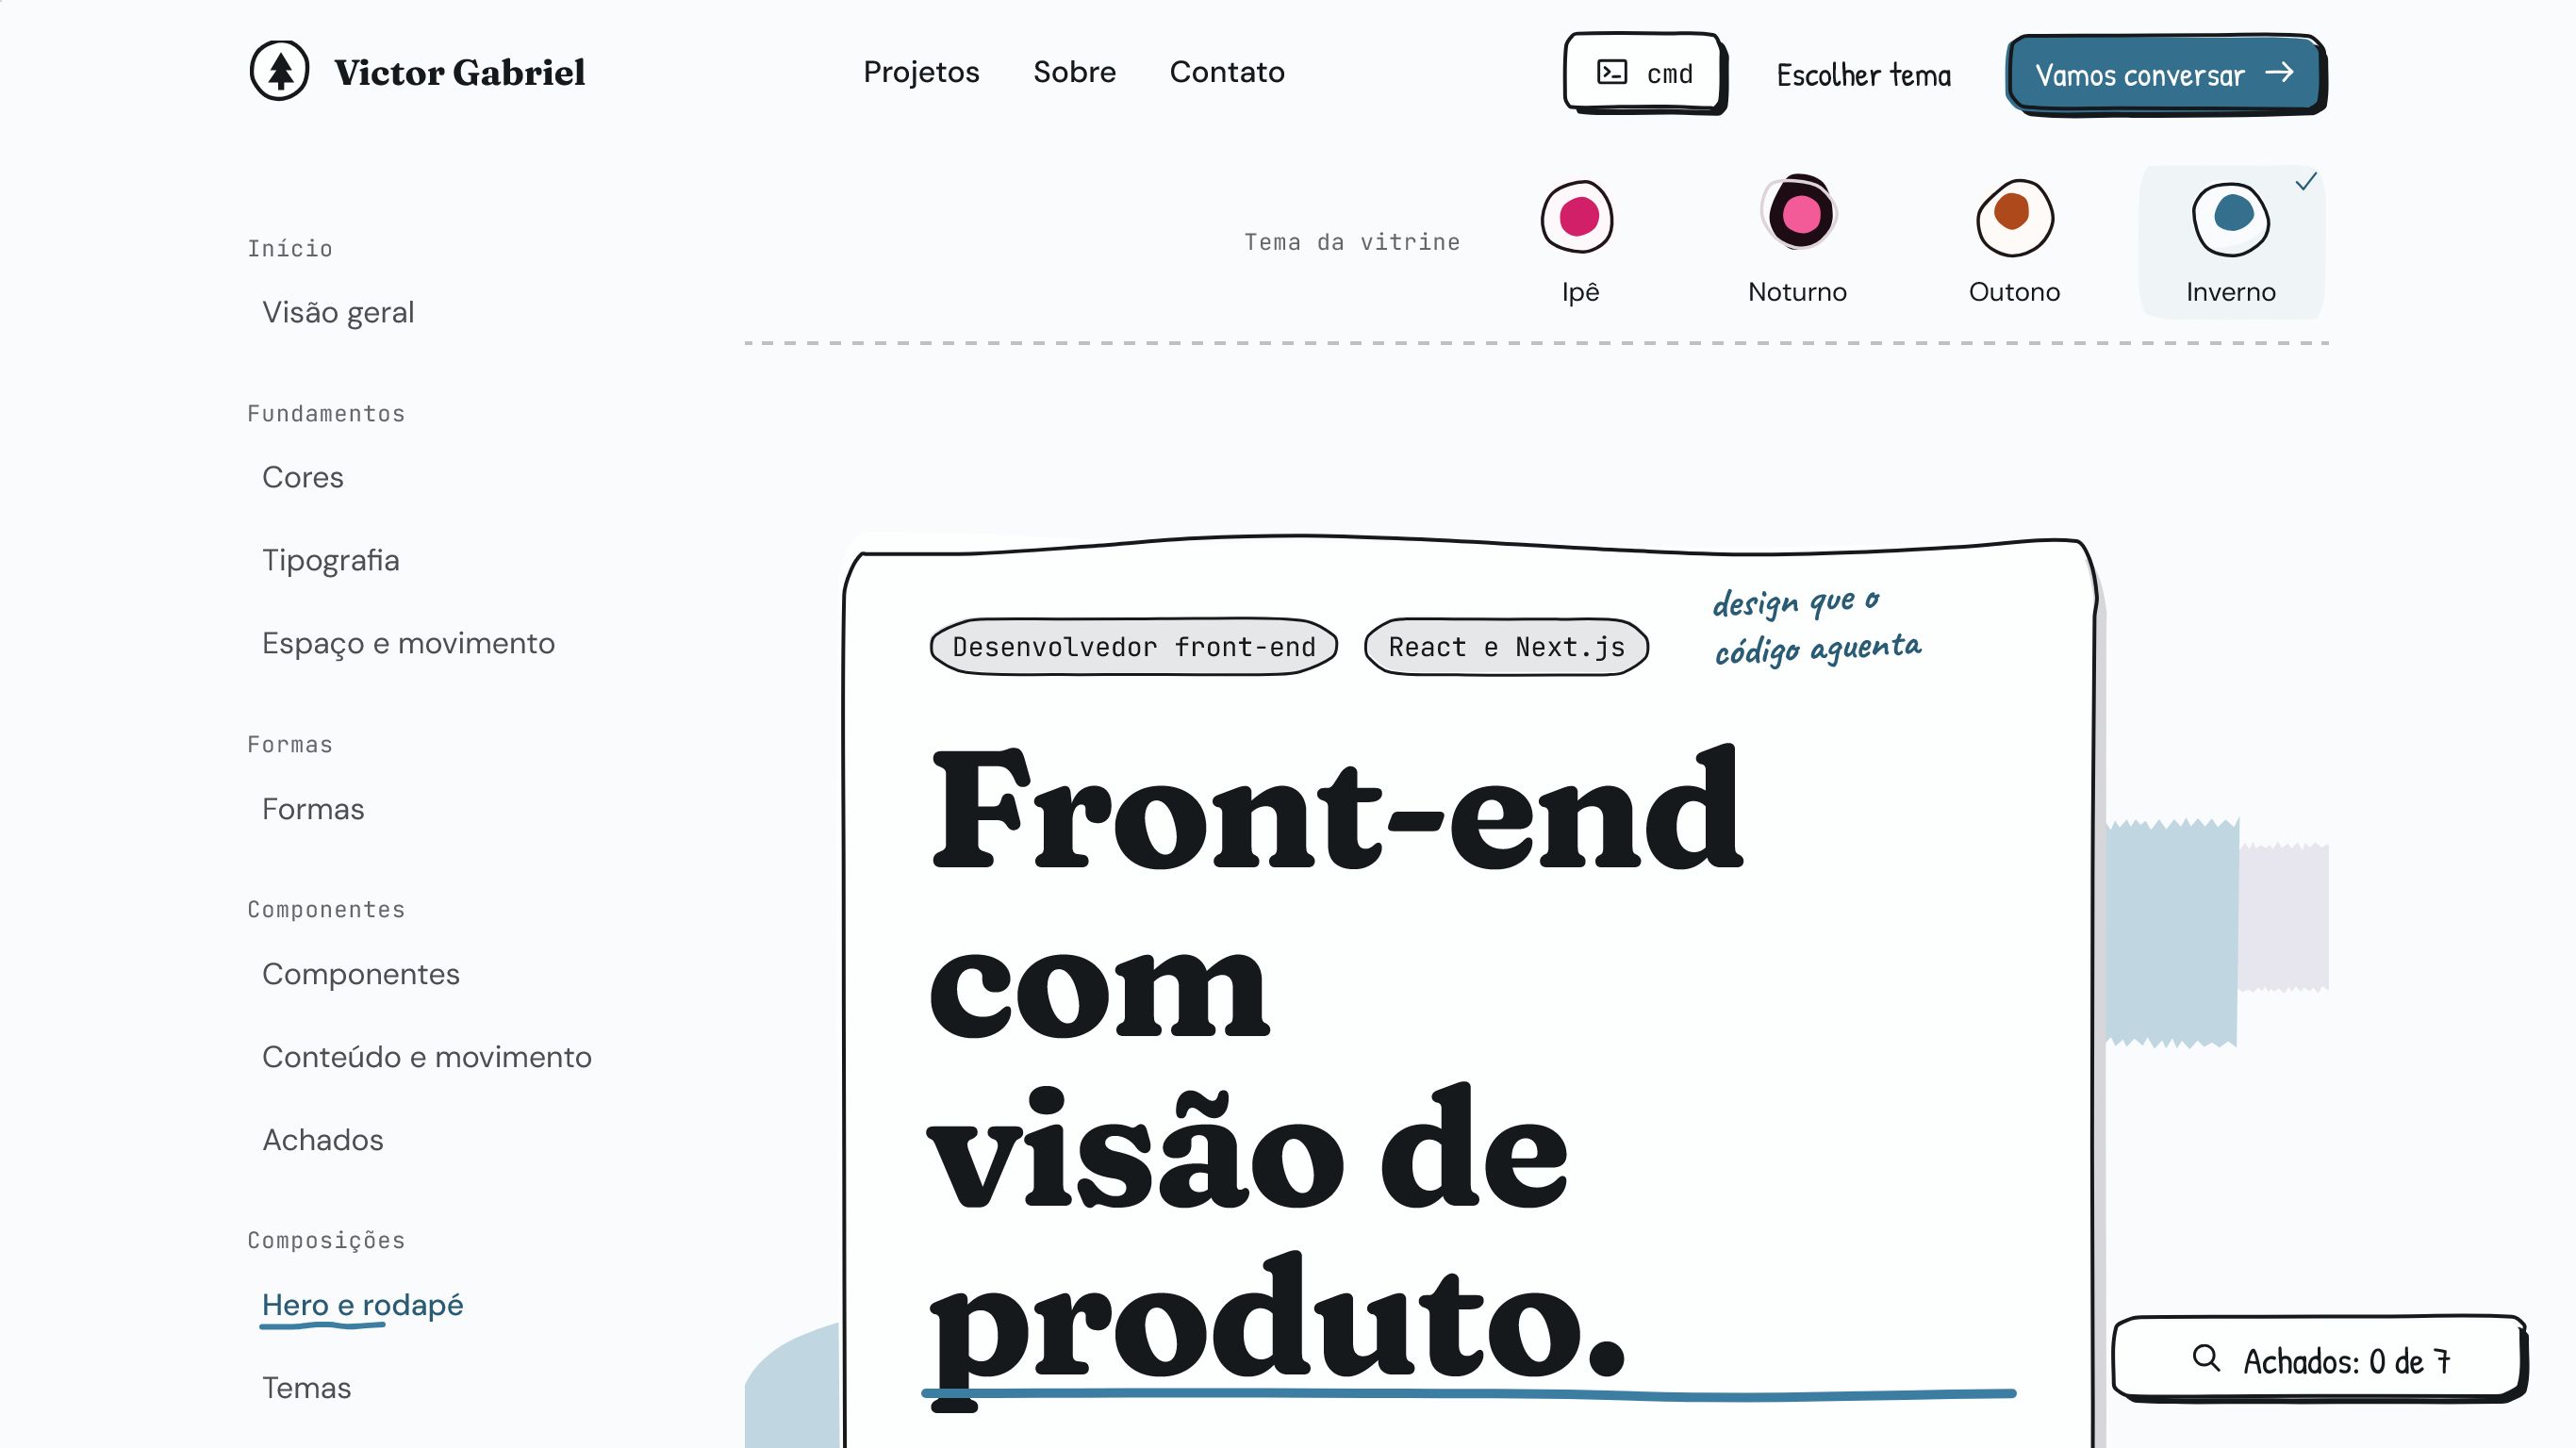 Victor Gabriel
Projetos Sobre Contato
cmd
Escolher tema
Vamos conversar →
Início
Visão geral
Fundamentos
Cores
Tipografia
Espaço e movimento
Formas
Formas
Componentes
Componentes
Conteúdo e movimento
Achados
Composições
Hero e rodapé
Temas
Tema da vitrine
Ipê
Noturno
Outono
Inverno
Desenvolvedor front-end
React e Next.js
design que o
código aguenta
Front-end
com
visão de
produto.
Achados: 0 de 7